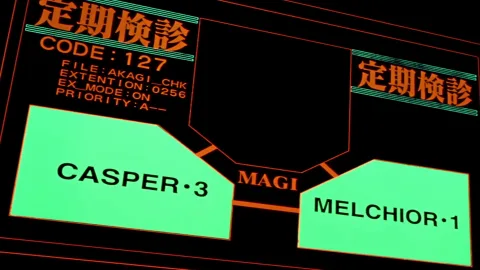 定期検診
CODE : 127
FILE:AKAGI_CHK
EXTENTION:0256
EX_MODE:ON
PRIORITY:A——
定期検診
CASPER・3
MAGI
MELCHIOR・1